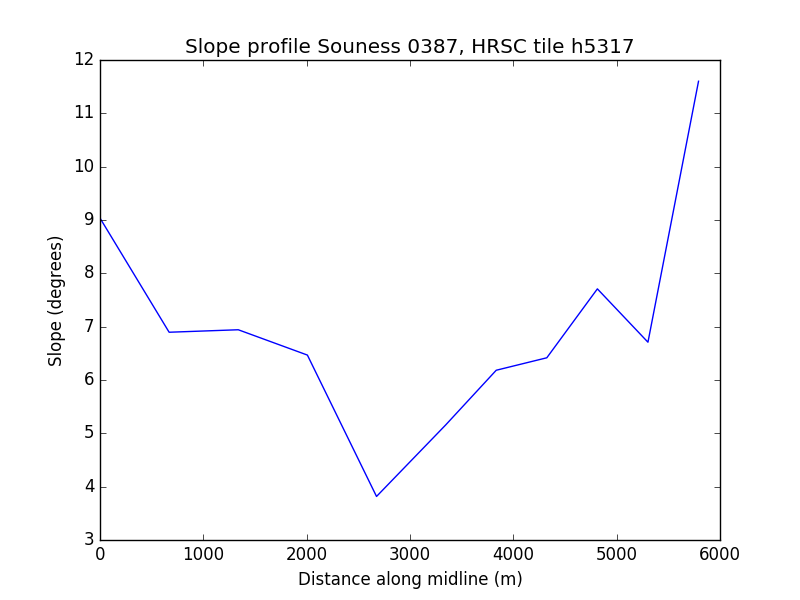 Slope profile Souness 0387, HRSC tile h5317
12
11
10
9
8
7
6
5
4
3
Slope (degrees)
0 1000 2000 3000 4000 5000 6000
Distance along midline (m)